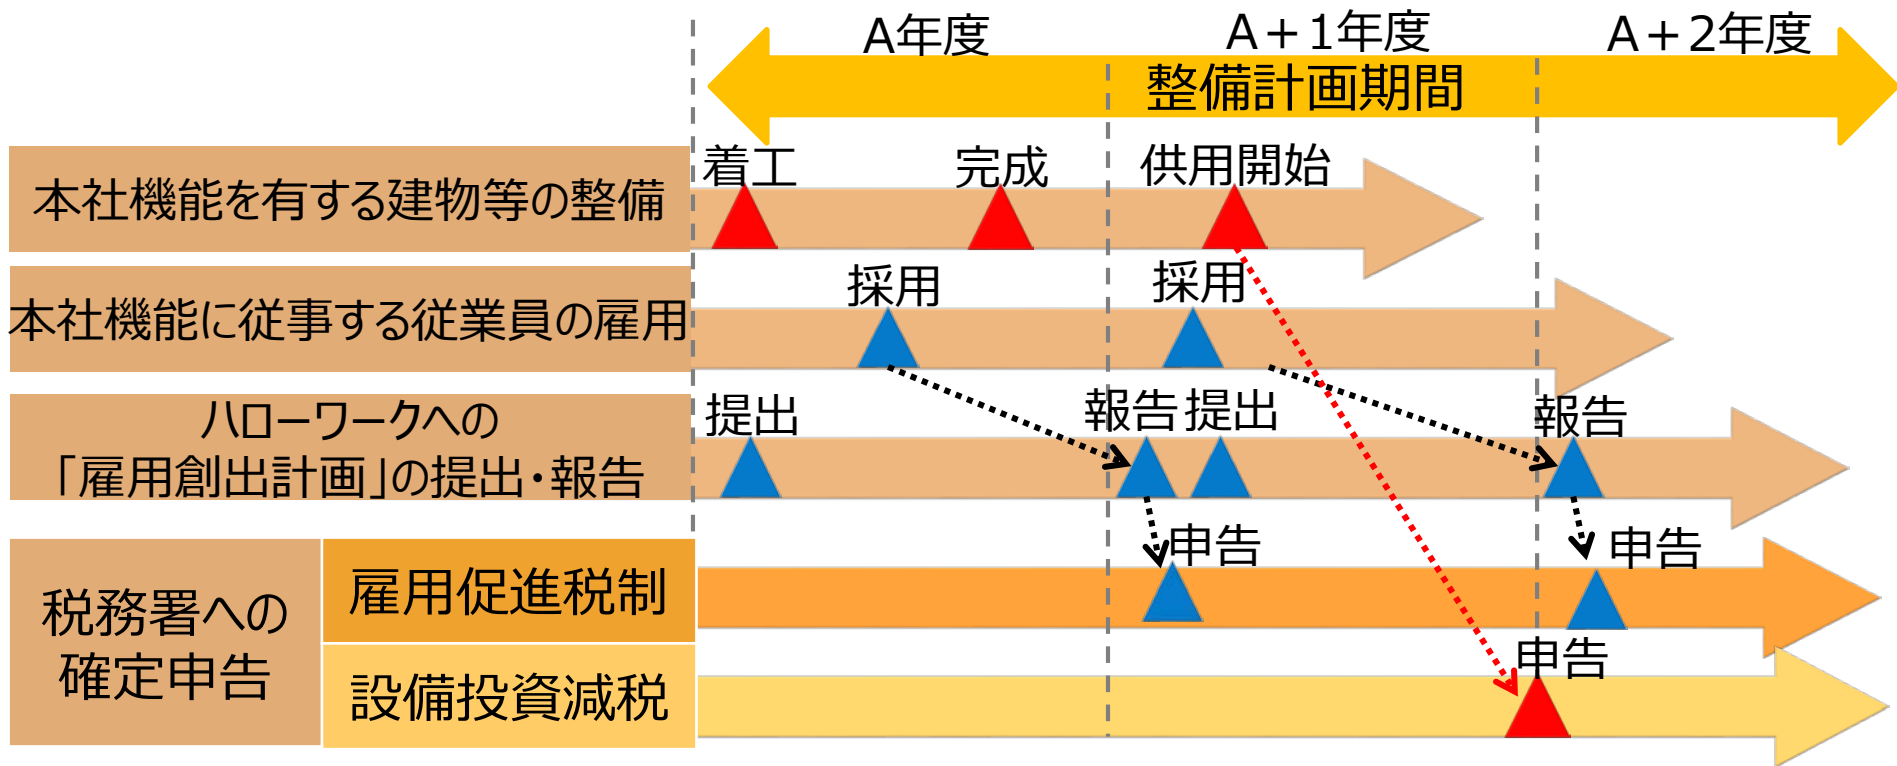 A年度
A+1年度
A+2年度
整備計画期間
本社機能を有する建物等の整備
着工
完成
供用開始
本社機能に従事する従業員の雇用
採用
採用
ハローワークへの
「雇用創出計画」の提出・報告
提出
報告
提出
報告
税務署への
確定申告
雇用促進税制
申告
申告
設備投資減税
申告